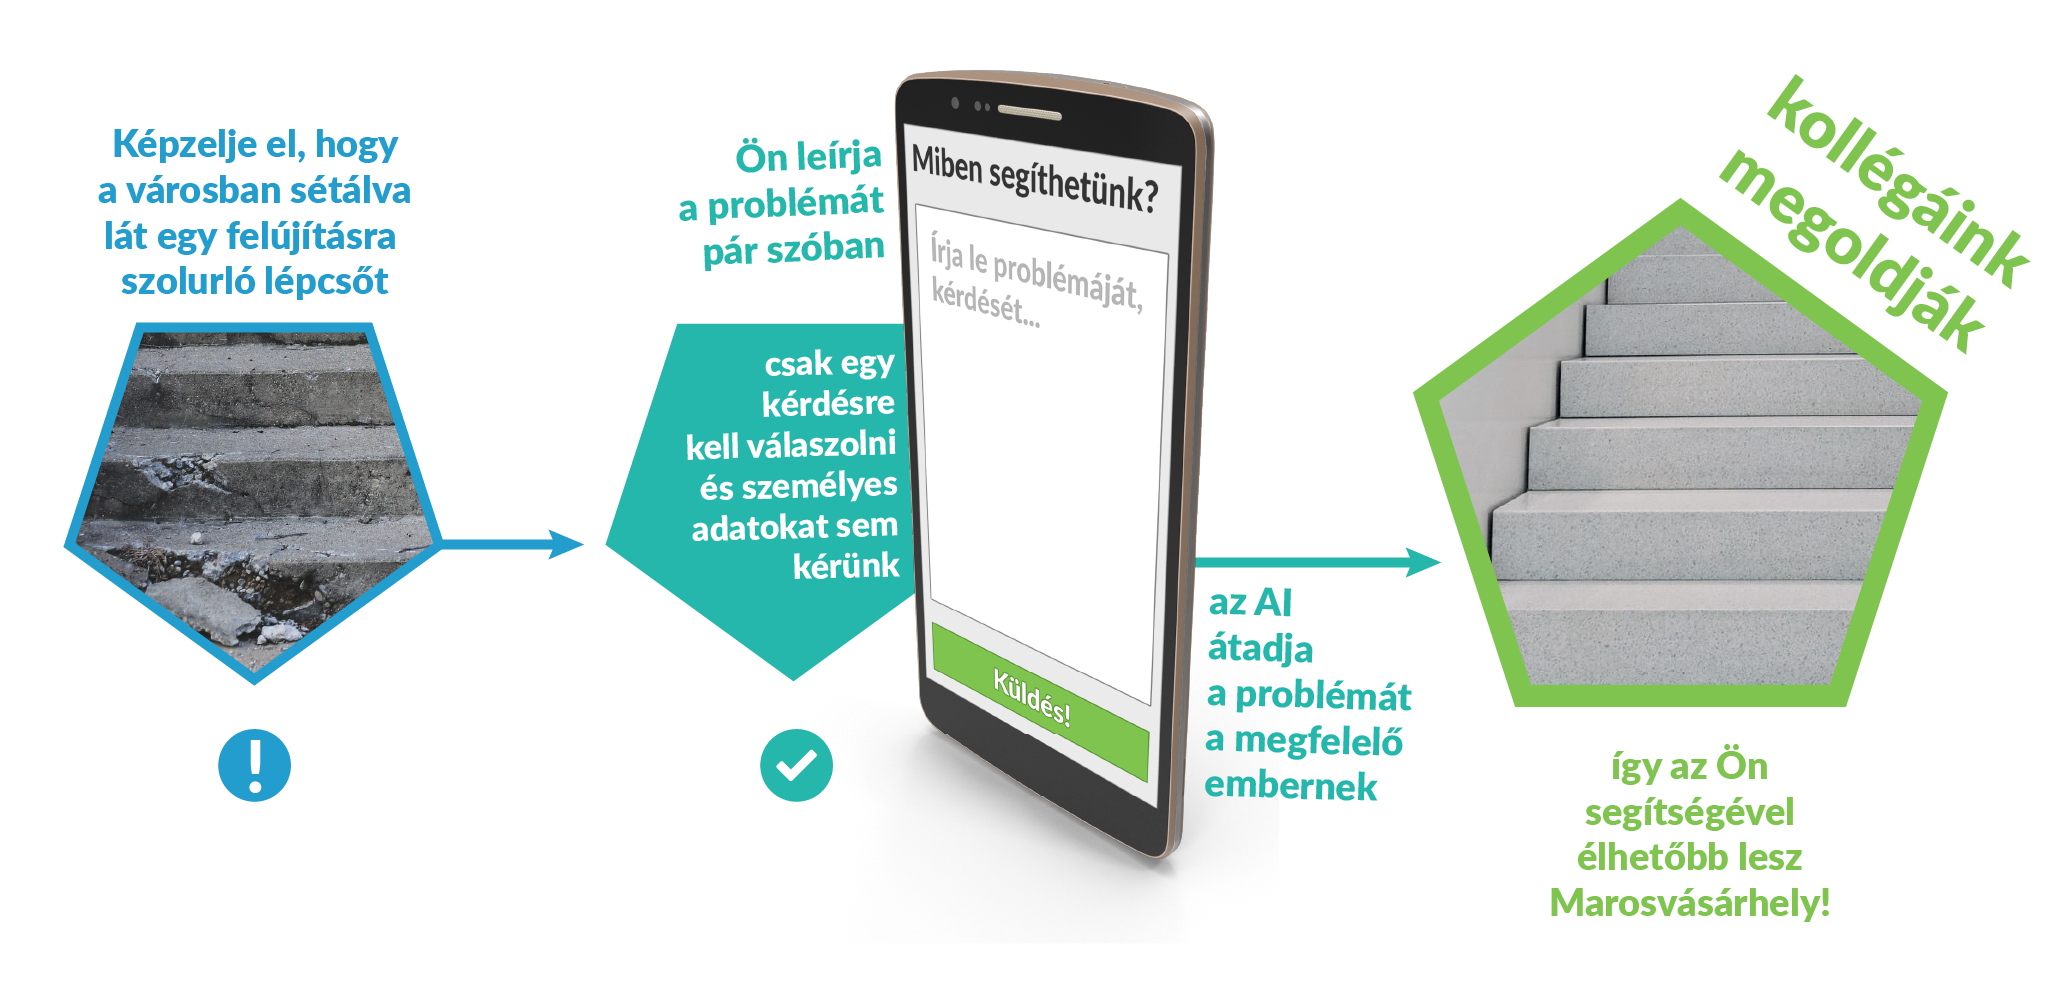 Képzelje el, hogy
a városban sétálva
lát egy felújításra
szolurló lépcsőt
Ön leírja
a problémát
pár szóban
csak egy
kérdésre
kell válaszolni
és személyes
adatokat sem
kérünk
Miben segíthetünk?
Írja le problémáját,
kérdését...
Küldés!
az AI
átadja
a problémát
a megfelelő
embernek
kollégáink
megoldják
így az Ön
segítségével
élhetőbb lesz
Marosvásárhely!